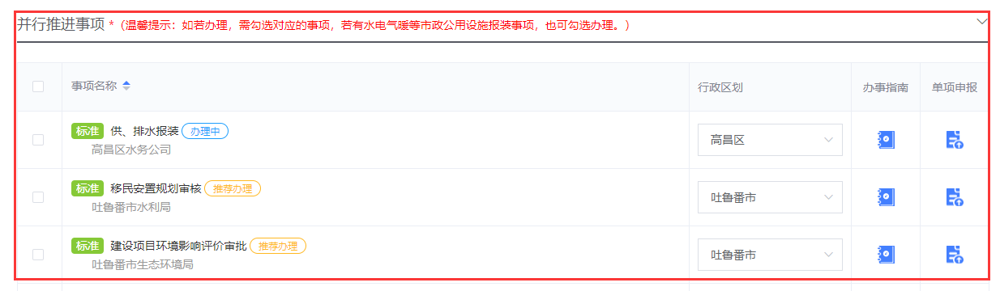 并行推进事项 *（温馨提示：如若办理，需勾选对应的事项，若有水电气暖等市政公用设施报装事项，也可勾选办理。）
事项名称 行政区划 办事指南 单项申报
标准 供、排水报装 办理中
高昌区水务公司
高昌区
标准 移民安置规划审核 推荐办理
吐鲁番市水利局
吐鲁番市
标准 建设项目环境影响评价审批 推荐办理
吐鲁番市生态环境局
吐鲁番市